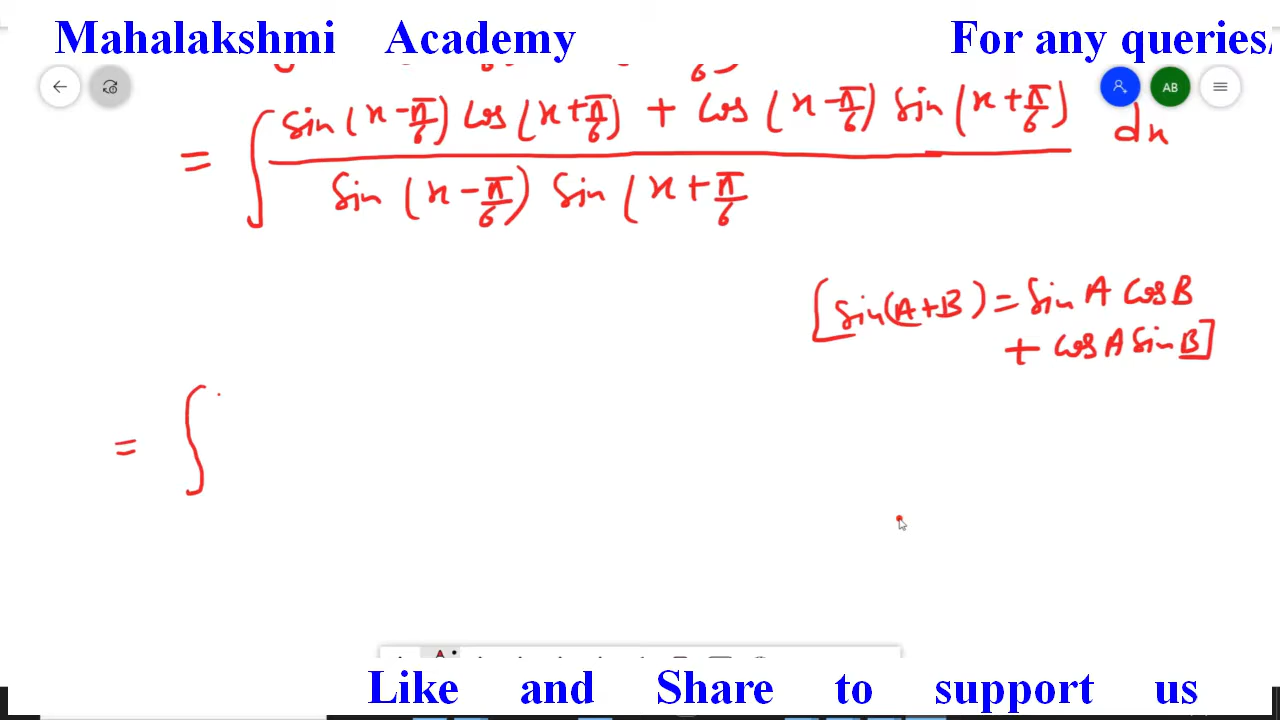 Mahalakshmi Academy For any queries/
AB
= ∫ sin(x-π/6) cos(x+π/6) + cos(x-π/6) sin(x+π/6) dx
sin(x-π/6) sin(x+π/6
[sin(A+B) = sin A cos B
+ cos A sin B]
= ∫
Like and Share to support us